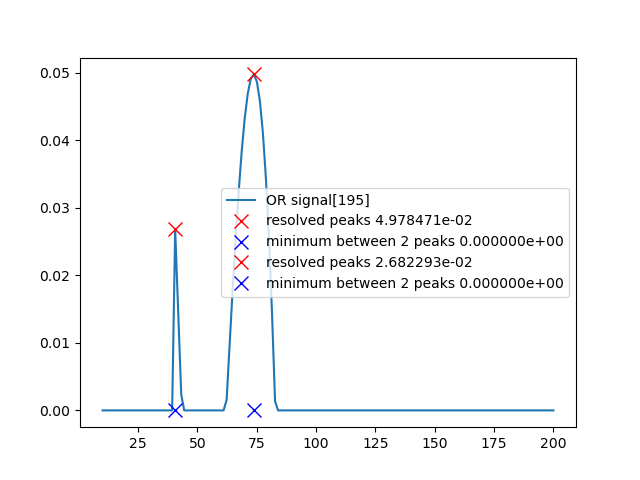 0.05
0.04
0.03
0.02
0.01
0.00
OR signal[195]
resolved peaks 4.978471e-02
minimum between 2 peaks 0.000000e+00
resolved peaks 2.682293e-02
minimum between 2 peaks 0.000000e+00
25 50 75 100 125 150 175 200